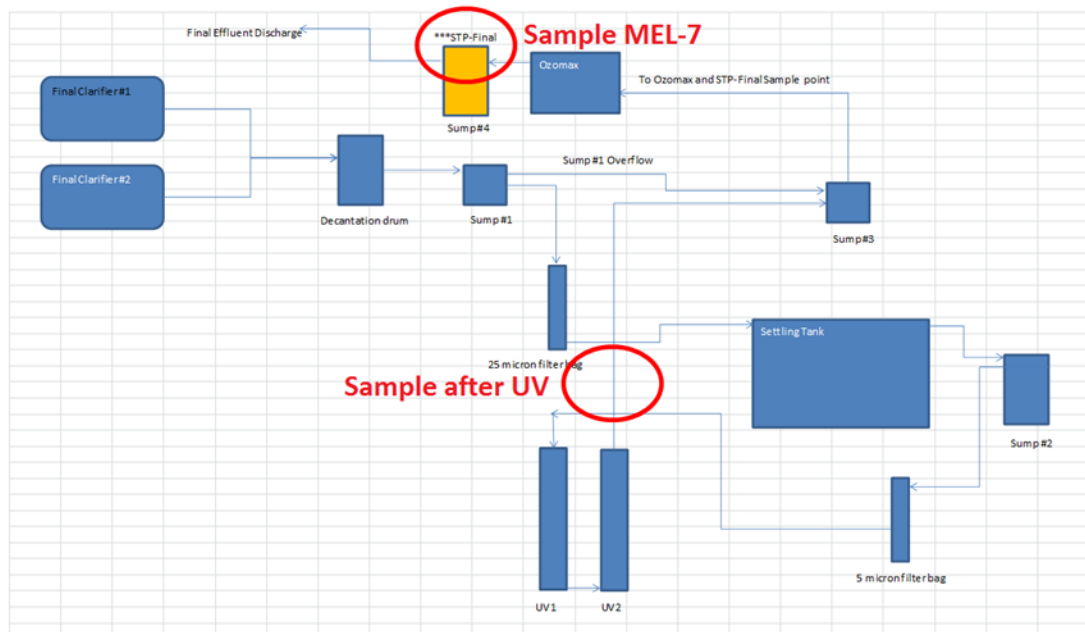 Final Effluent Discharge
***STP-Final
Sample MEL-7
Ozomax
To Ozomax and STP-Final Sample point
Final Clarifier #1
Sump#4
Sump #1 Overflow
Final Clarifier #2
Decantation drum
Sump #1
Sump#3
Settling Tank
25 micron filter bag
Sample after UV
Sump #2
5 micron filter bag
UV1
UV2